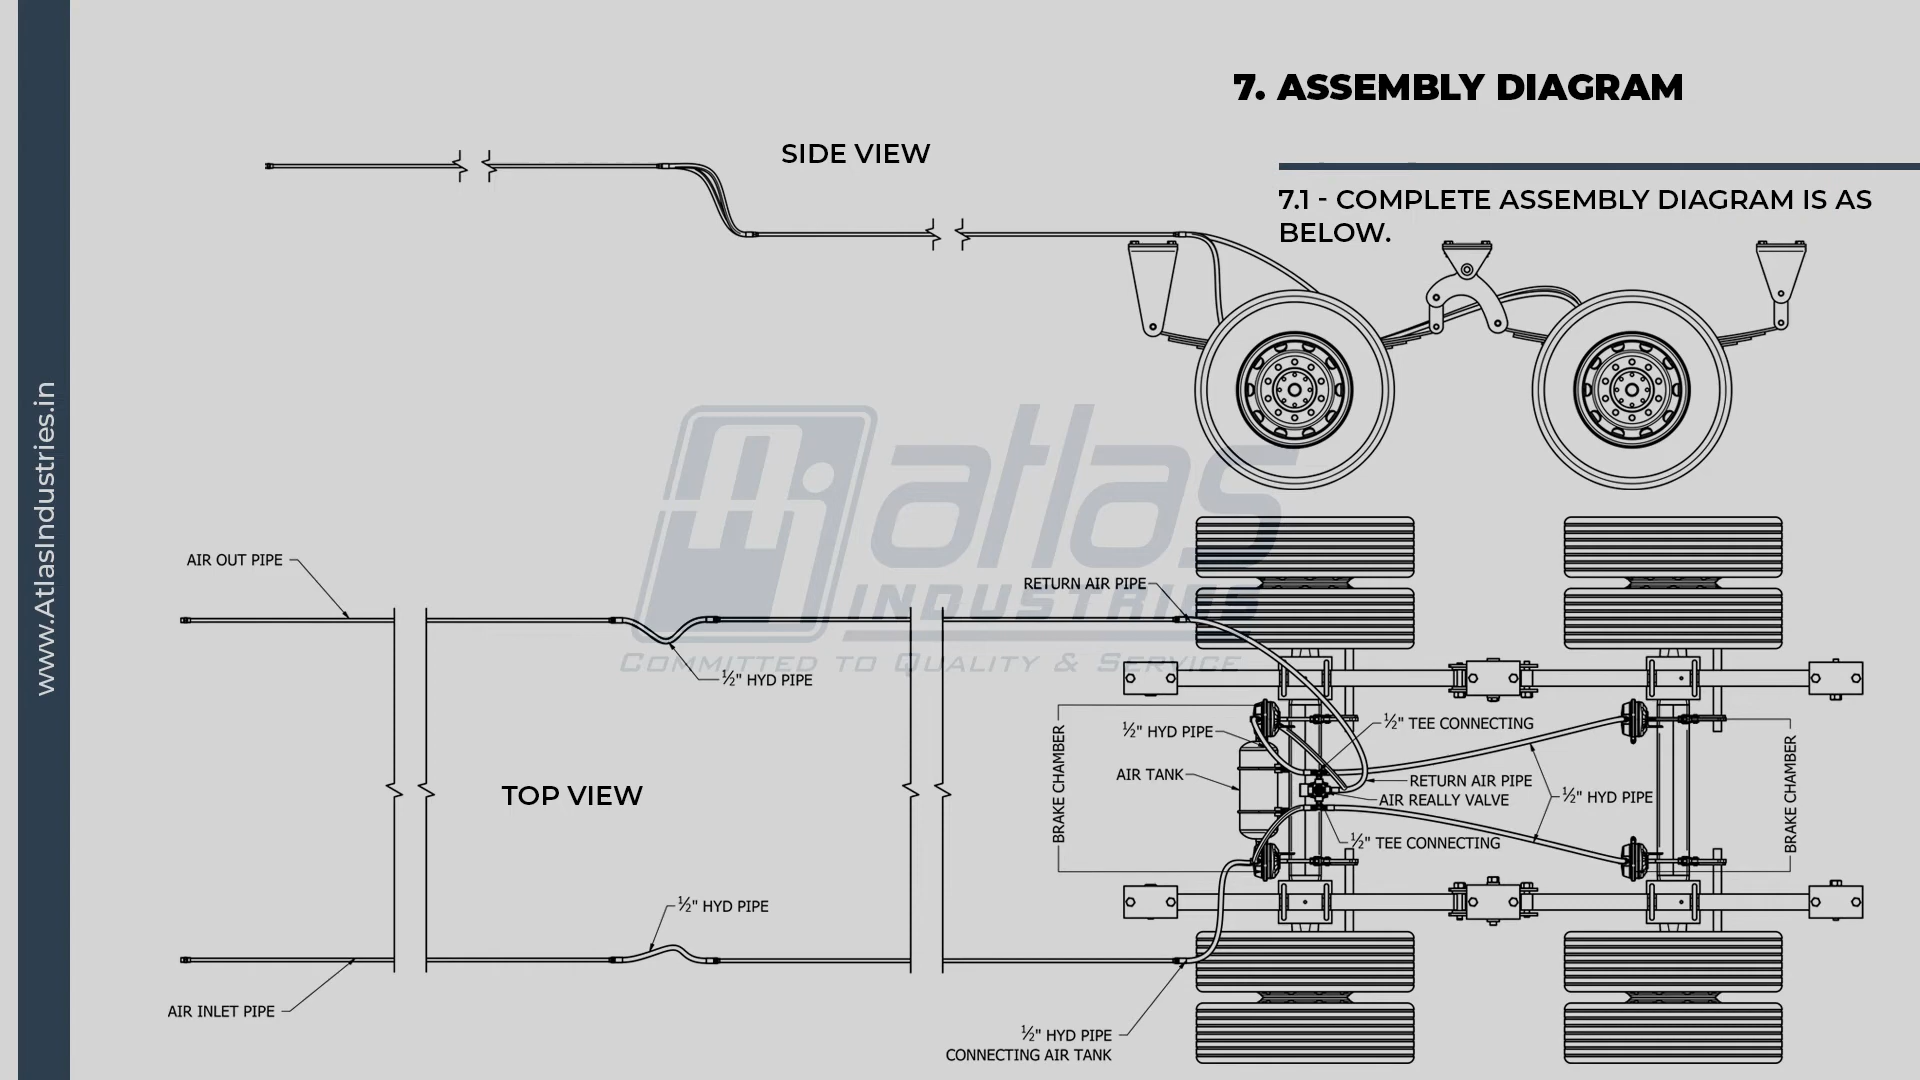 7. ASSEMBLY DIAGRAM
SIDE VIEW
7.1 - COMPLETE ASSEMBLY DIAGRAM IS AS
BELOW.
www.AtlasIndustries.in
atlas
INDUSTRIES
COMMITTED TO QUALITY & SERVICE
AIR OUT PIPE
RETURN AIR PIPE
½" HYD PIPE
½" HYD PIPE
½" TEE CONNECTING
BRAKE CHAMBER
AIR TANK
RETURN AIR PIPE
AIR REALLY VALVE
½" HYD PIPE
BRAKE CHAMBER
TOP VIEW
½" TEE CONNECTING
½" HYD PIPE
AIR INLET PIPE
½" HYD PIPE
CONNECTING AIR TANK